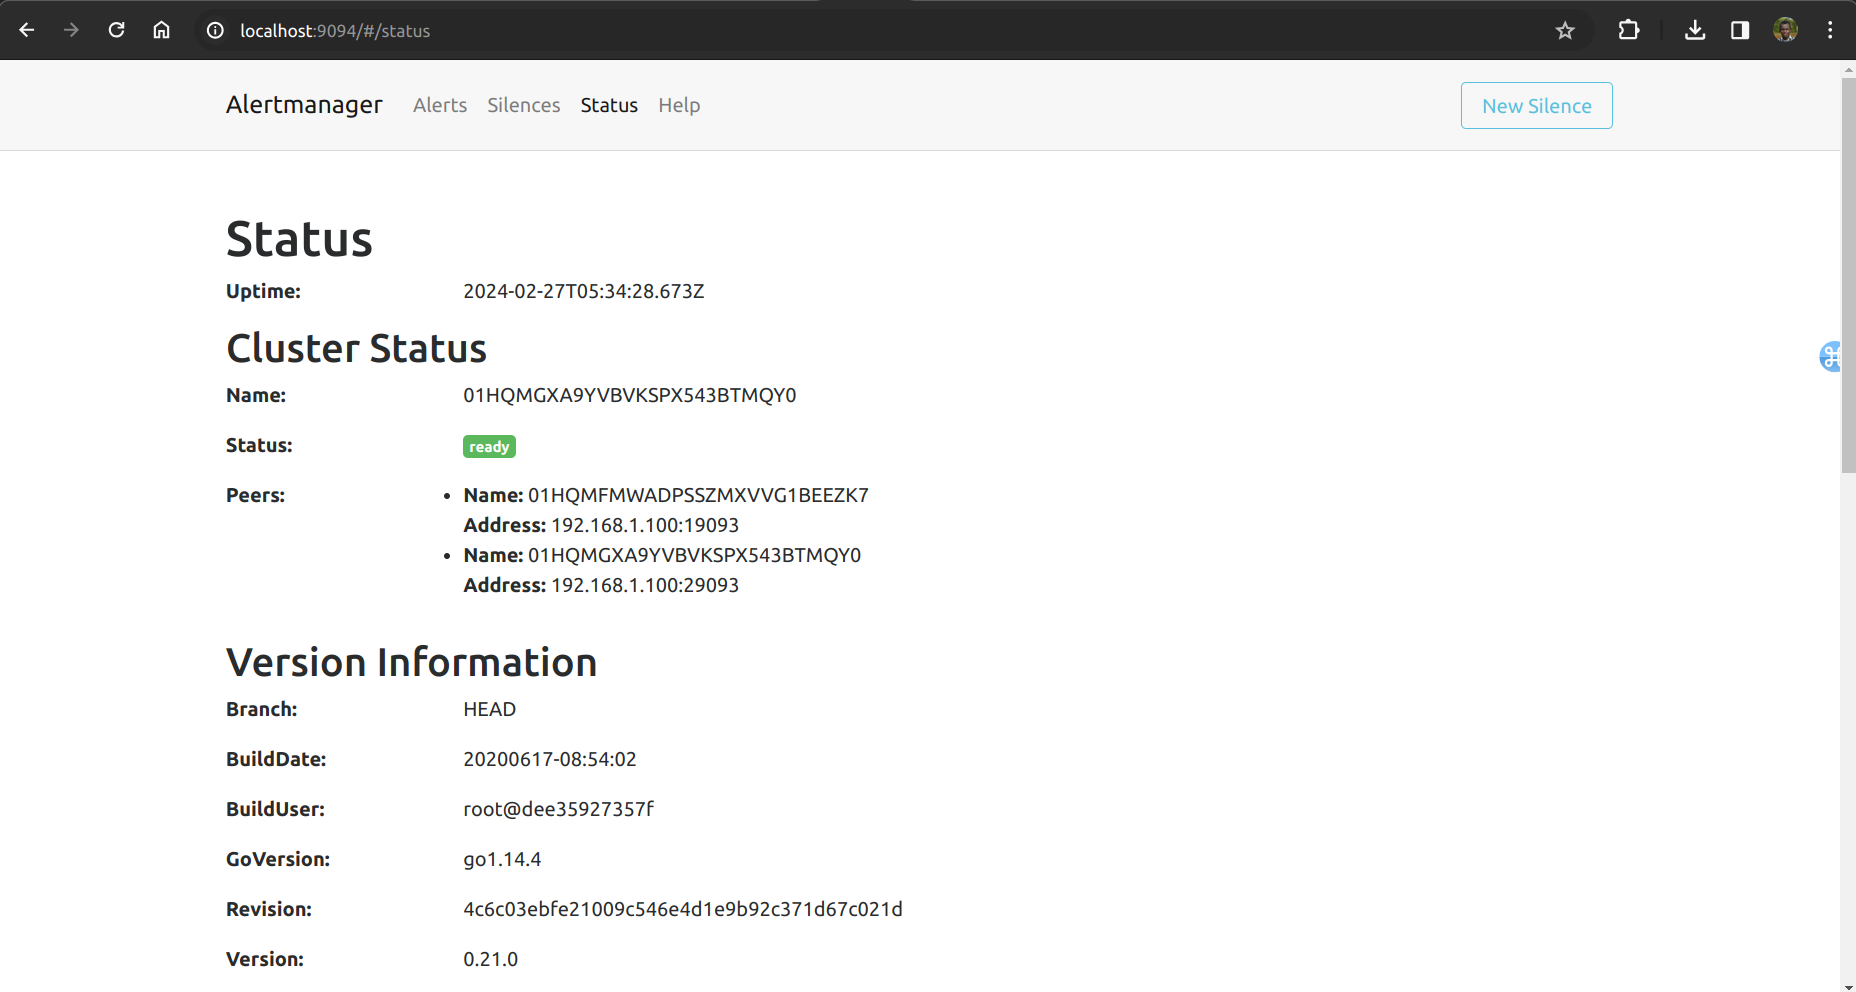 localhost:9094/#/status
Alertmanager Alerts Silences Status Help New Silence
Status
Uptime: 2024-02-27T05:34:28.673Z
Cluster Status
Name: 01HQMGXA9YVBVKSPX543BTMQY0
Status: ready
Peers: • Name: 01HQMFMWADPSSZMXVVG1BEEZK7
Address: 192.168.1.100:19093
• Name: 01HQMGXA9YVBVKSPX543BTMQY0
Address: 192.168.1.100:29093
Version Information
Branch: HEAD
BuildDate: 20200617-08:54:02
BuildUser: root@dee35927357f
GoVersion: go1.14.4
Revision: 4c6c03ebfe21009c546e4d1e9b92c371d67c021d
Version: 0.21.0